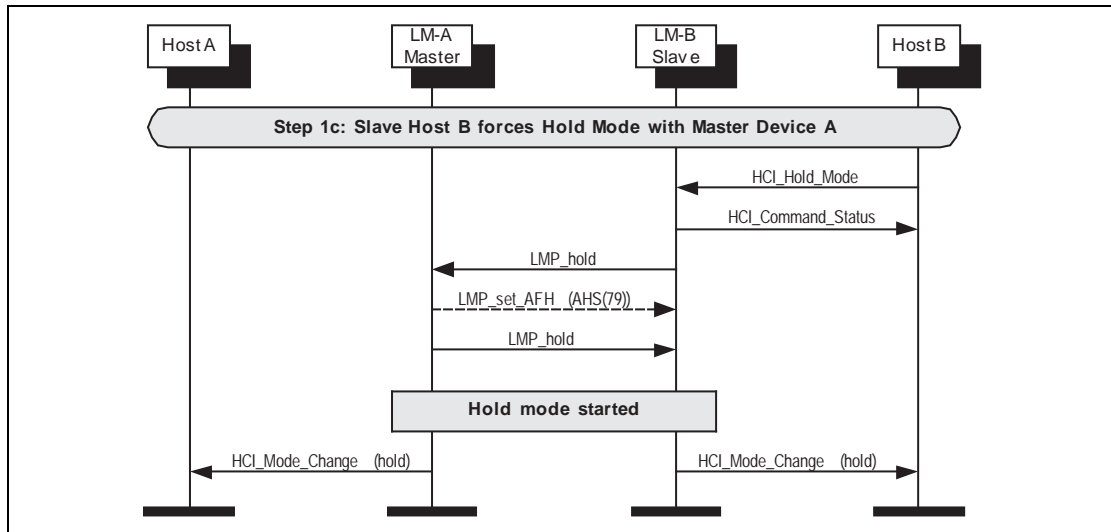 Host A
LM-A
Master
LM-B
Slave
Host B
Step 1c: Slave Host B forces Hold Mode with Master Device A
HCI_Hold_Mode
HCI_Command_Status
LMP_hold
LMP_set_AFH (AHS(79))
LMP_hold
Hold mode started
HCI_Mode_Change (hold)
HCI_Mode_Change (hold)